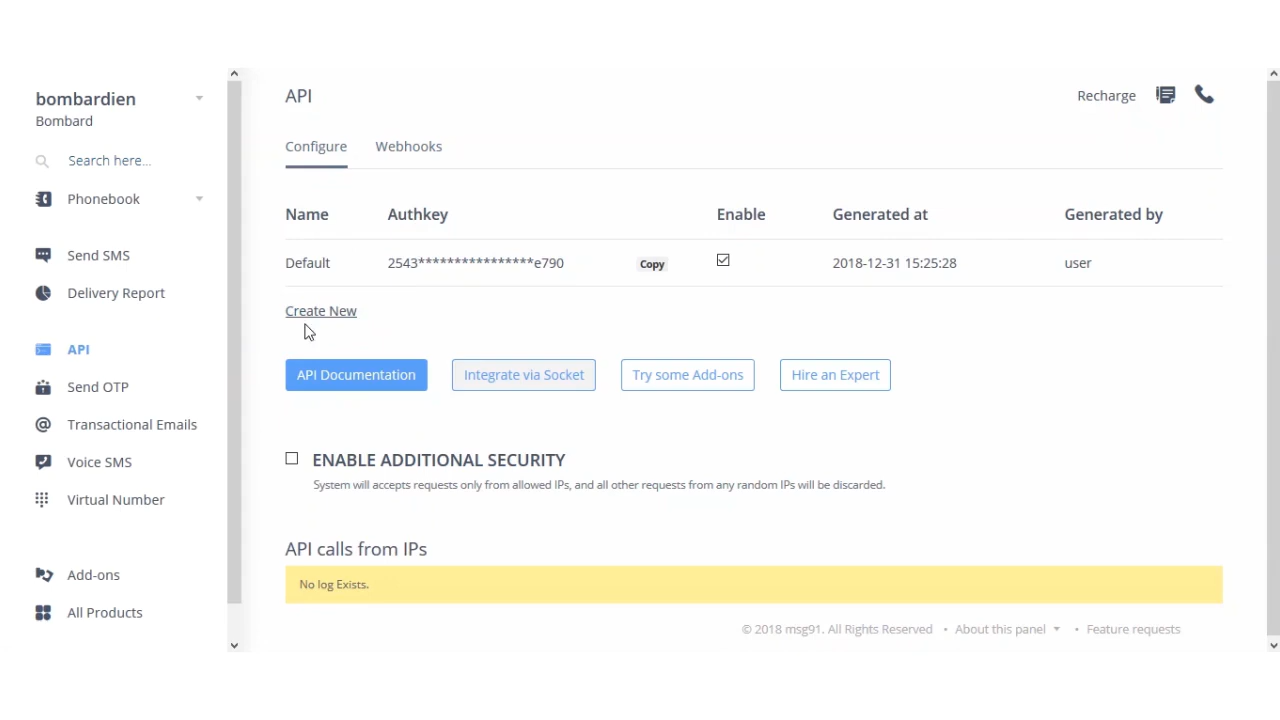 bombardien
Bombard
Search here...
Phonebook
Send SMS
Delivery Report
API
Send OTP
Transactional Emails
Voice SMS
Virtual Number
Add-ons
All Products
API
Recharge
Configure Webhooks
Name Authkey Enable Generated at Generated by
Default 2543****************e790 Copy 2018-12-31 15:25:28 user
Create New
API Documentation Integrate via Socket Try some Add-ons Hire an Expert
ENABLE ADDITIONAL SECURITY
System will accepts requests only from allowed IPs, and all other requests from any random IPs will be discarded.
API calls from IPs
No log Exists.
© 2018 msg91. All Rights Reserved • About this panel • Feature requests